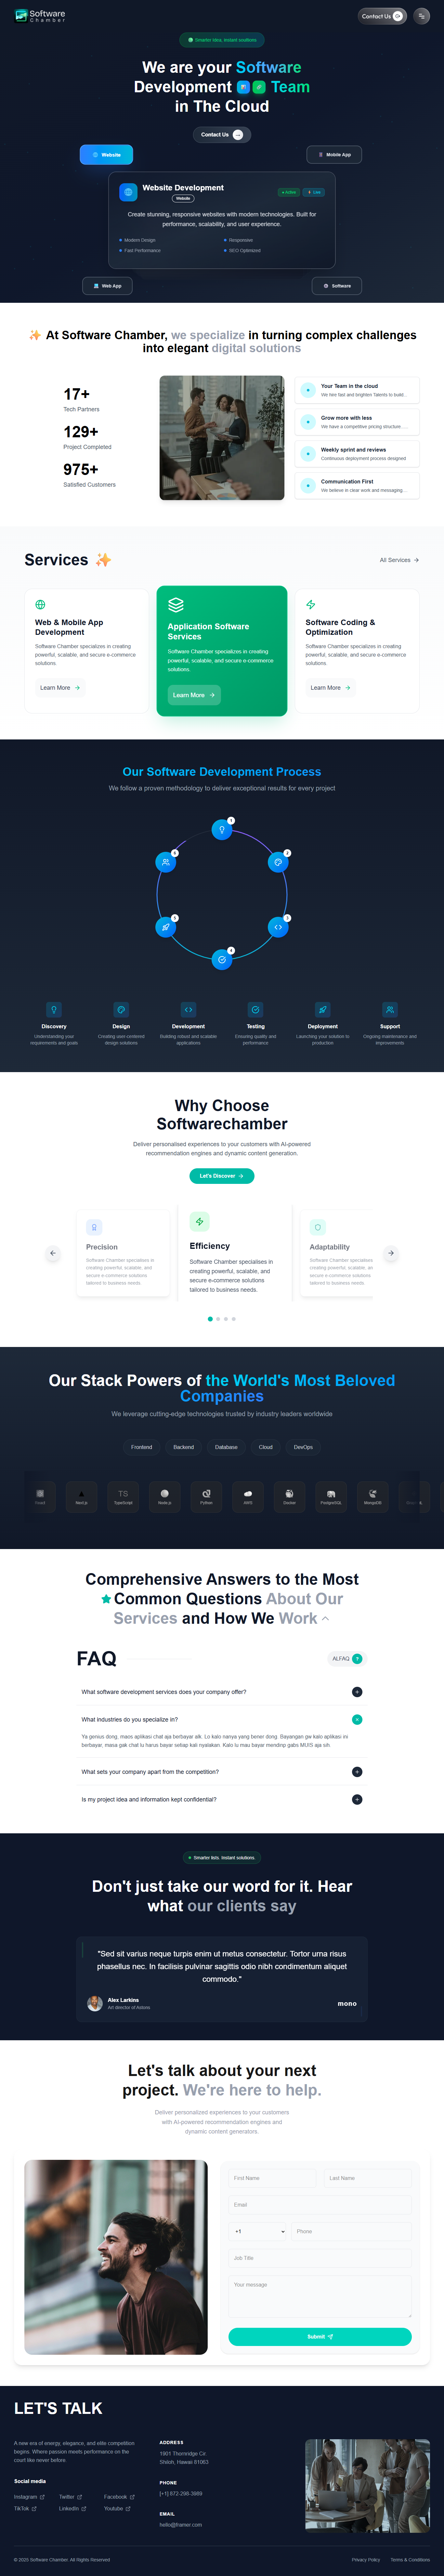 Software
Chamber
Contact Us
Smarter idea, instant soultions
We are your Software
Development Team
in The Cloud
Contact Us
Website
Mobile App
Website Development
Website
Active
Live
Create stunning, responsive websites with modern technologies. Built for
performance, scalability, and user experience.
Modern Design
Responsive
Fast Performance
SEO Optimized
Web App
Software
At Software Chamber, we specialize in turning complex challenges
into elegant digital solutions
17+
Tech Partners
129+
Project Completed
975+
Satisfied Customers
Your Team in the cloud
We hire fast and brighten Talents to build...
Grow more with less
We have a competitive pricing structure. ...
Weekly sprint and reviews
Continuous deployment process designed
Communication First
We believe in clear work and messaging...
Services
All Services
Web & Mobile App
Development
Software Chamber specializes in creating
powerful, scalable, and secure e-commerce
solutions.
Learn More
Application Software
Services
Software Chamber specializes in creating
powerful, scalable, and secure e-commerce
solutions.
Learn More
Software Coding &
Optimization
Software Chamber specializes in creating
powerful, scalable, and secure e-commerce
solutions.
Learn More
Our Software Development Process
We follow a proven methodology to deliver exceptional results for every project
1
2
3
4
5
6
Discovery
Understanding your
requirements and goals
Design
Creating user-centered
design solutions
Development
Building robust and scalable
applications
Testing
Ensuring quality and
performance
Deployment
Launching your solution to
production
Support
Ongoing maintenance and
improvements
Why Choose
Softwarechamber
Deliver personalised experiences to your customers with AI-powered
recommendation engines and dynamic content generation.
Let's Discover
Precision
Software Chamber specialises in
creating powerful, scalable, and
secure e-commerce solutions
tailored to business needs.
Efficiency
Software Chamber specialises in
creating powerful, scalable, and
secure e-commerce solutions
tailored to business needs.
Adaptability
Software Chamber specialises
creating powerful, scalable, an
secure e-commerce solutions
tailored to business needs.
Our Stack Powers of the World's Most Beloved
Companies
We leverage cutting-edge technologies trusted by industry leaders worldwide
Frontend
Backend
Database
Cloud
DevOps
React
Next.js
TypeScript
Node.js
Python
AWS
Docker
PostgreSQL
MongoDB
Comprehensive Answers to the Most
Common Questions About Our
Services and How We Work
FAQ
ALFAQ
What software development services does your company offer?
What industries do you specialize in?
Ya genus dong, maos aplikasi chat aja berbayar alk. Lo kalo nanya yang bener dong. Bayangan gw kalo aplikasi ini
berbayar, masa gak chat lu harus bayar setiap kali nyalakan. Kalo lu mau bayar mending gabis MUIS aja sih.
What sets your company apart from the competition?
Is my project idea and information kept confidential?
Smarter lists. Instant solutions.
Don't just take our word for it. Hear
what our clients say
"Sed sit varius neque turpis enim ut metus consectetur. Tortor urna risus
phasellus nec. In facilisis pulvinar sagittis odio nibh condimentum aliquet
commodo."
Alex Larkins
Art director of Astons
mono
Let's talk about your next
project. We're here to help.
Deliver personalized experiences to your customers
with AI-powered recommendation engines and
dynamic content generators.
First Name
Last Name
Email
+1
Phone
Job Title
Your message
Submit
LET'S TALK
A new era of energy, elegance, and elite competition
begins. Where passion meets performance on the
court like never before.
Social media
Instagram
Twitter
Facebook
TikTok
LinkedIn
Youtube
ADDRESS
1901 Thornridge Cir.
Shiloh, Hawaii 81063
PHONE
[+1] 872-298-3989
EMAIL
hello@framer.com
© 2025 Software Chamber. All Rights Reserved
Privacy Policy
Terms & Conditions